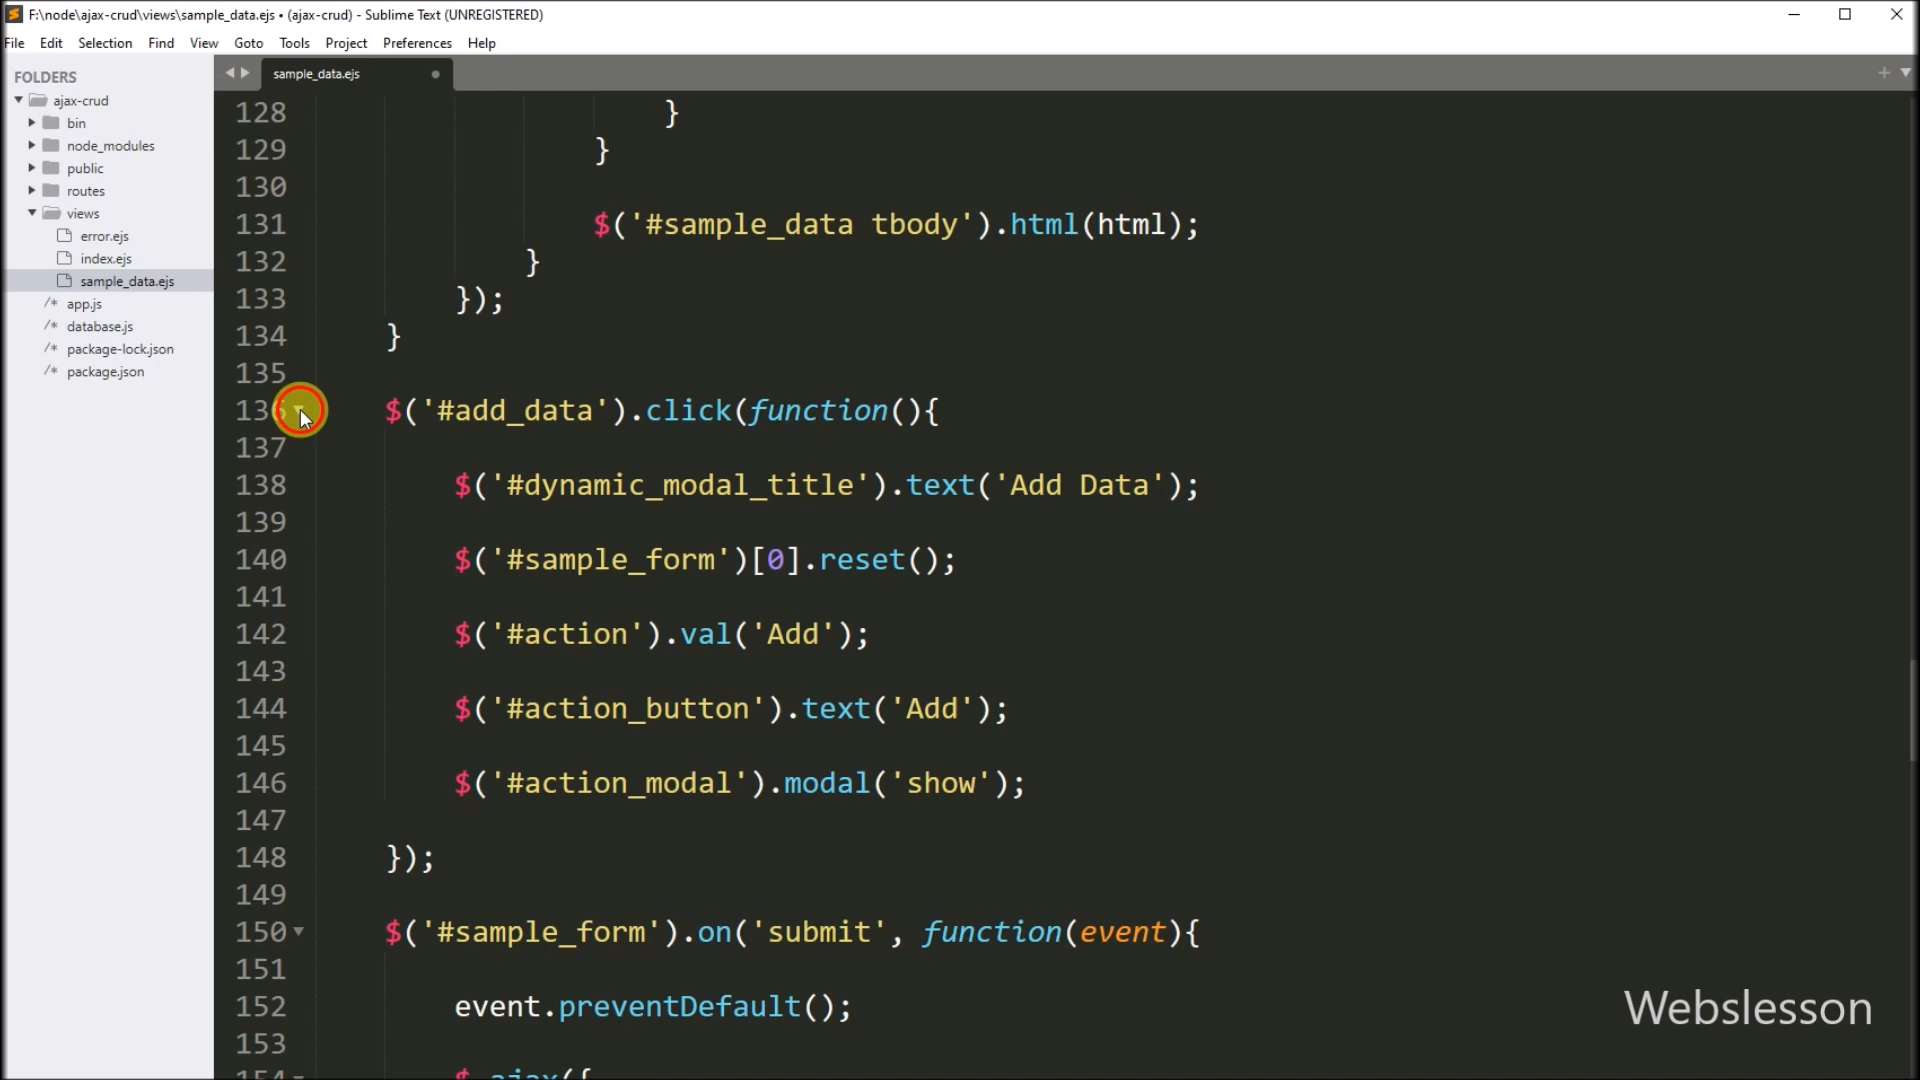 F:\node\ajax-crud\views\sample_data.ejs • (ajax-crud) - Sublime Text (UNREGISTERED)
File Edit Selection Find View Goto Tools Project Preferences Help
FOLDERS
ajax-crud
bin
node_modules
public
routes
views
error.ejs
index.ejs
sample_data.ejs
/* app.js
/* database.js
/* package-lock.json
/* package.json
sample_data.ejs
128 }
129 }
130
131 $('#sample_data tbody').html(html);
132 }
133 });
134 }
135
136 $('#add_data').click(function(){
137
138 $('#dynamic_modal_title').text('Add Data');
139
140 $('#sample_form')[0].reset();
141
142 $('#action').val('Add');
143
144 $('#action_button').text('Add');
145
146 $('#action_modal').modal('show');
147
148 });
149
150 $('#sample_form').on('submit', function(event){
151
152 event.preventDefault();
153
154 $.ajax({
Webslesson